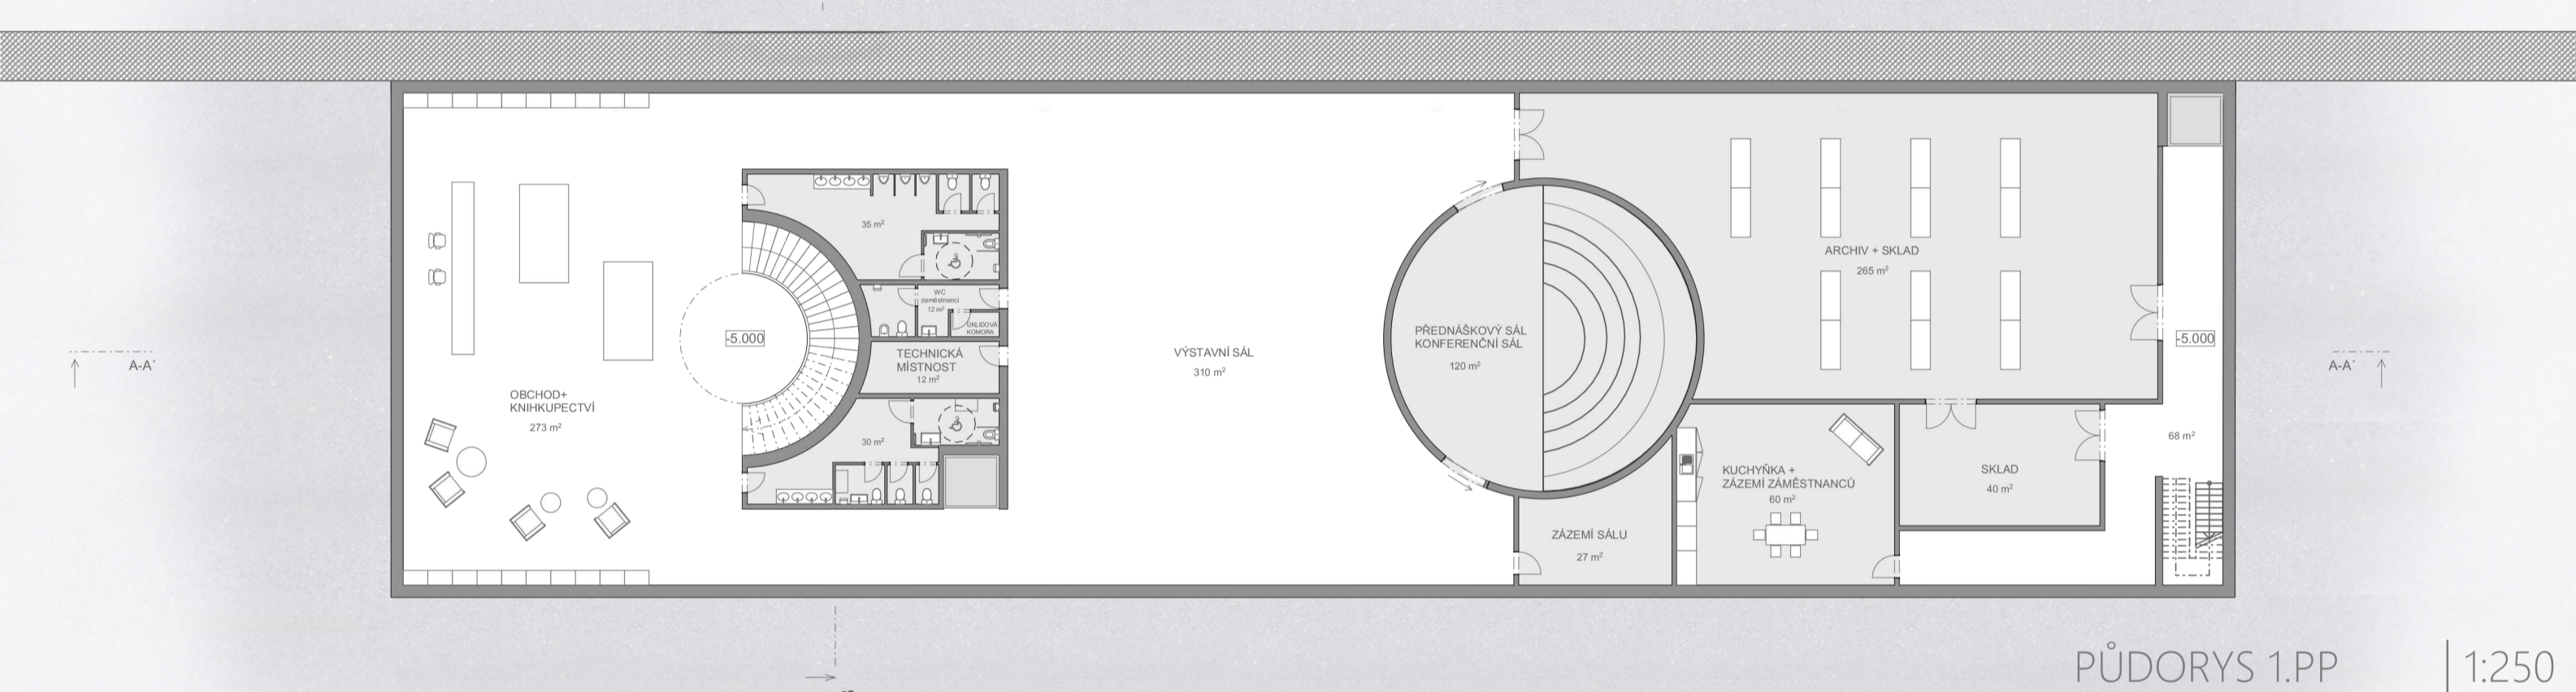 35 m²
WC
zaměstnanci
12 m²
ÚKLIDOVÁ
KOMORA
-5.000
TECHNICKÁ
MÍSTNOST
12 m²
30 m²
OBCHOD+
KNIHKUPECTVÍ
273 m²
VÝSTAVNÍ SÁL
310 m²
PŘEDNÁŠKOVÝ SÁL
KONFERENČNÍ SÁL
120 m²
ARCHIV + SKLAD
265 m²
-5.000
68 m²
KUCHYŇKA +
ZÁZEMÍ ZÁMĚSTNANCŮ
60 m²
SKLAD
40 m²
ZÁZEMÍ SÁLU
27 m²
A-A´
A-A´
PŮDORYS 1.PP
1:250